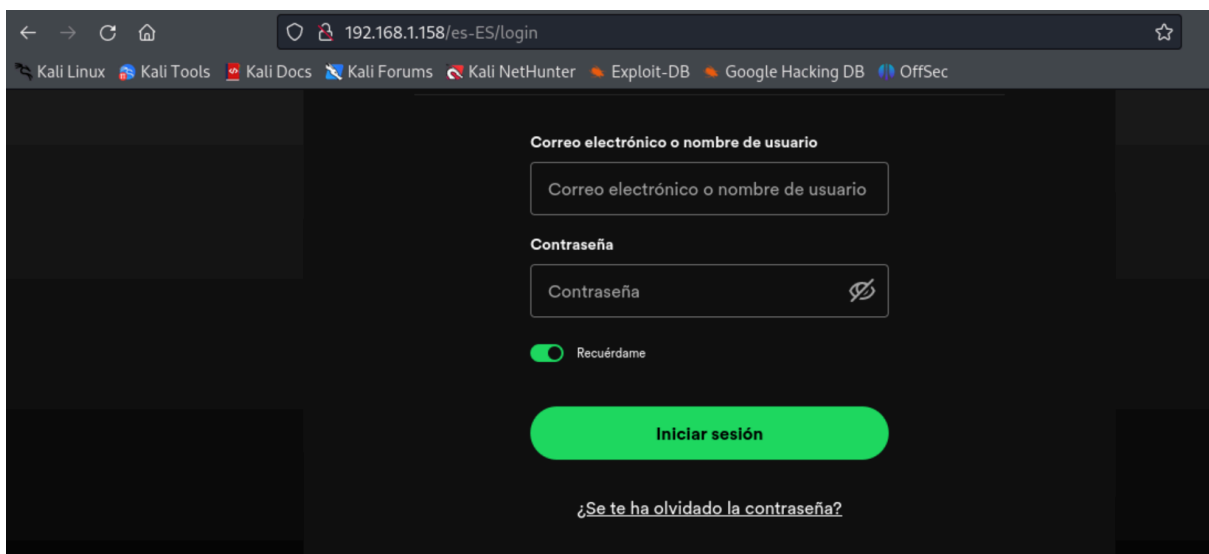 192.168.1.158/es-ES/login
Kali Linux Kali Tools Kali Docs Kali Forums Kali NetHunter Exploit-DB Google Hacking DB OffSec
Correo electrónico o nombre de usuario
Correo electrónico o nombre de usuario
Contraseña
Contraseña
Recuérdame
Iniciar sesión
¿Se te ha olvidado la contraseña?